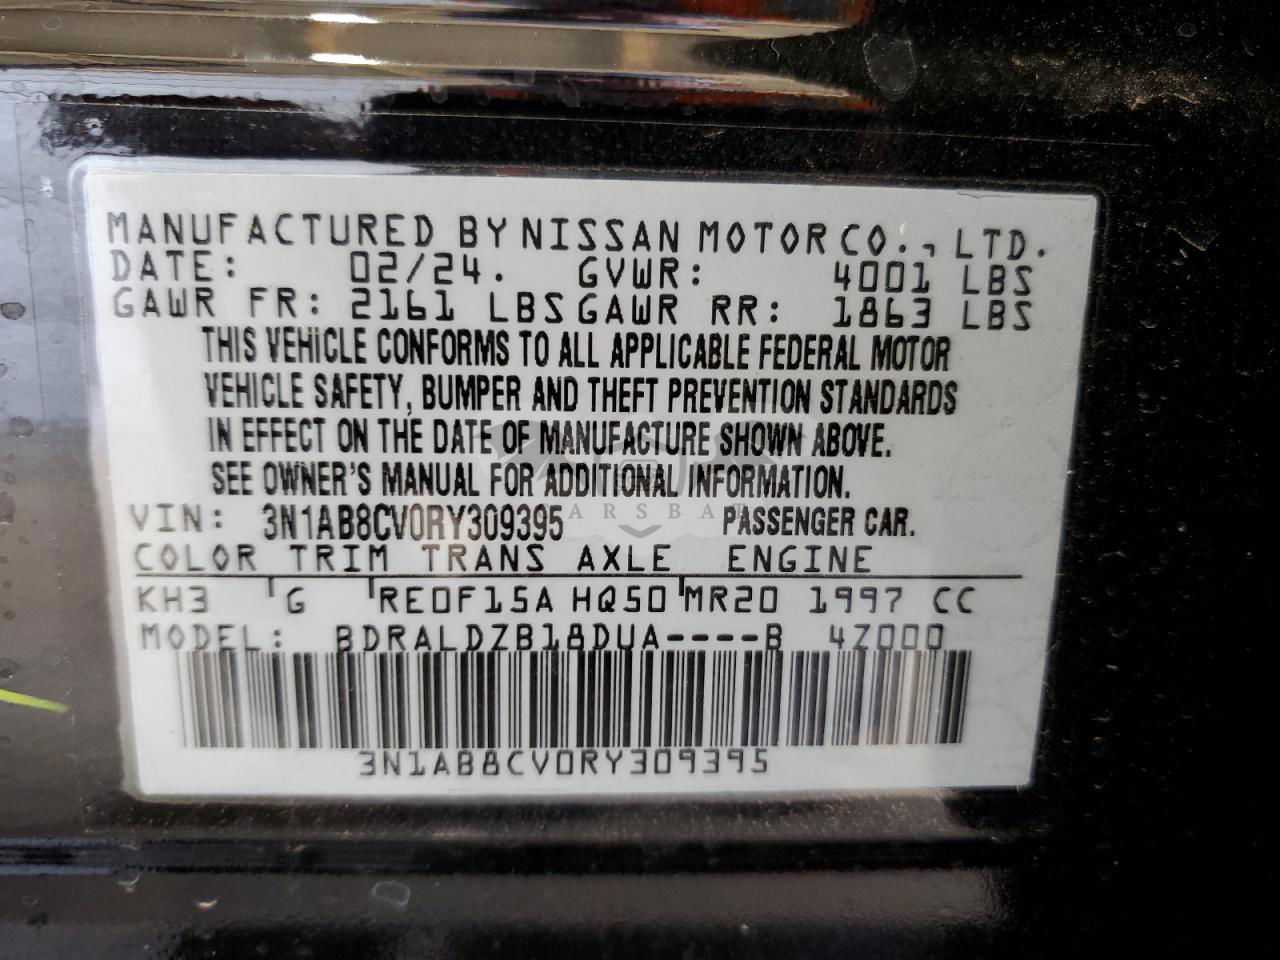 MANUFACTURED BY NISSAN MOTOR CO., LTD.
DATE: 02/24. GVWR: 4001 LBS
GAWR FR: 2161 LBS GAWR RR: 1863 LBS
THIS VEHICLE CONFORMS TO ALL APPLICABLE FEDERAL MOTOR
VEHICLE SAFETY, BUMPER AND THEFT PREVENTION STANDARDS
IN EFFECT ON THE DATE OF MANUFACTURE SHOWN ABOVE.
SEE OWNER'S MANUAL FOR ADDITIONAL INFORMATION.
VIN: 3N1AB8CV0RY309395 PASSENGER CAR.
COLOR TRIM TRANS AXLE ENGINE
KH3 G RE0F15A HQ50 MR20 1997 CC
MODEL: BDRALDZB18DUA----B 4Z000
3N1AB8CV0RY309395